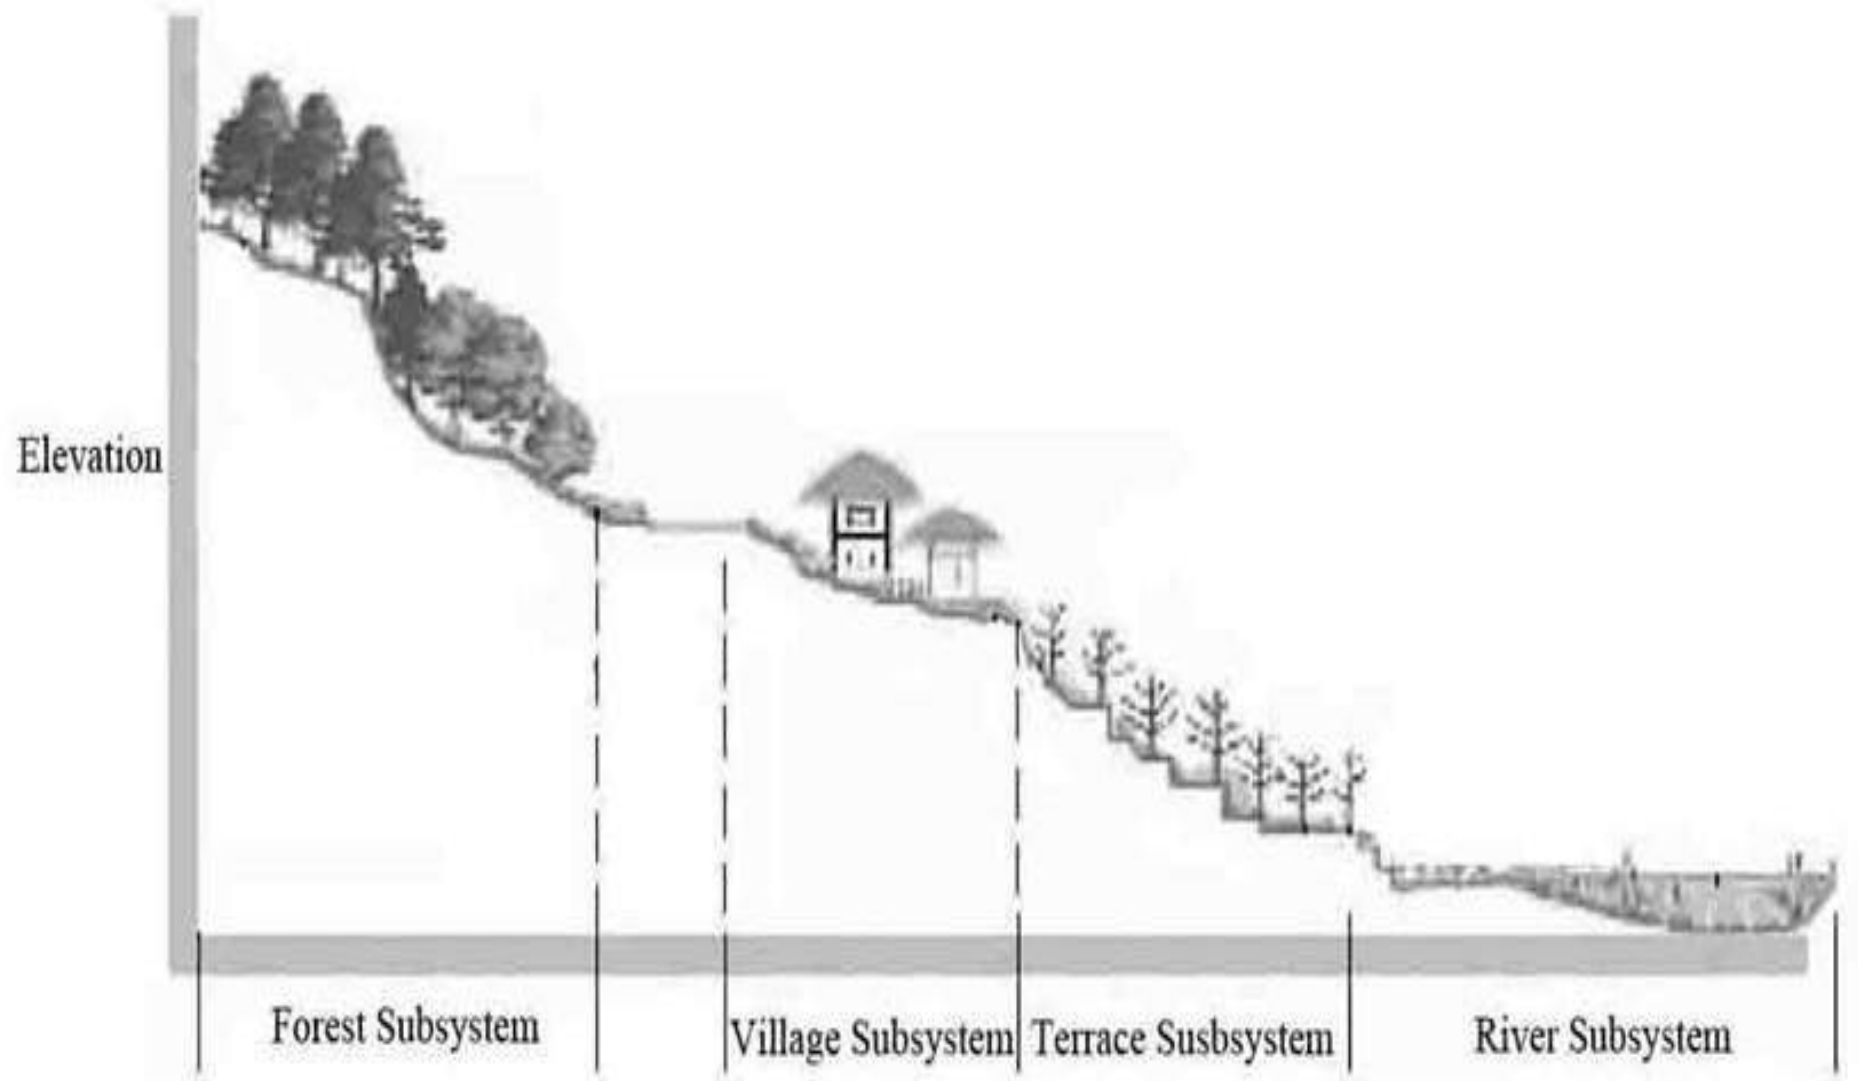 Elevation
Forest Subsystem
Village Subsystem
Terrace Susbsystem
River Subsystem